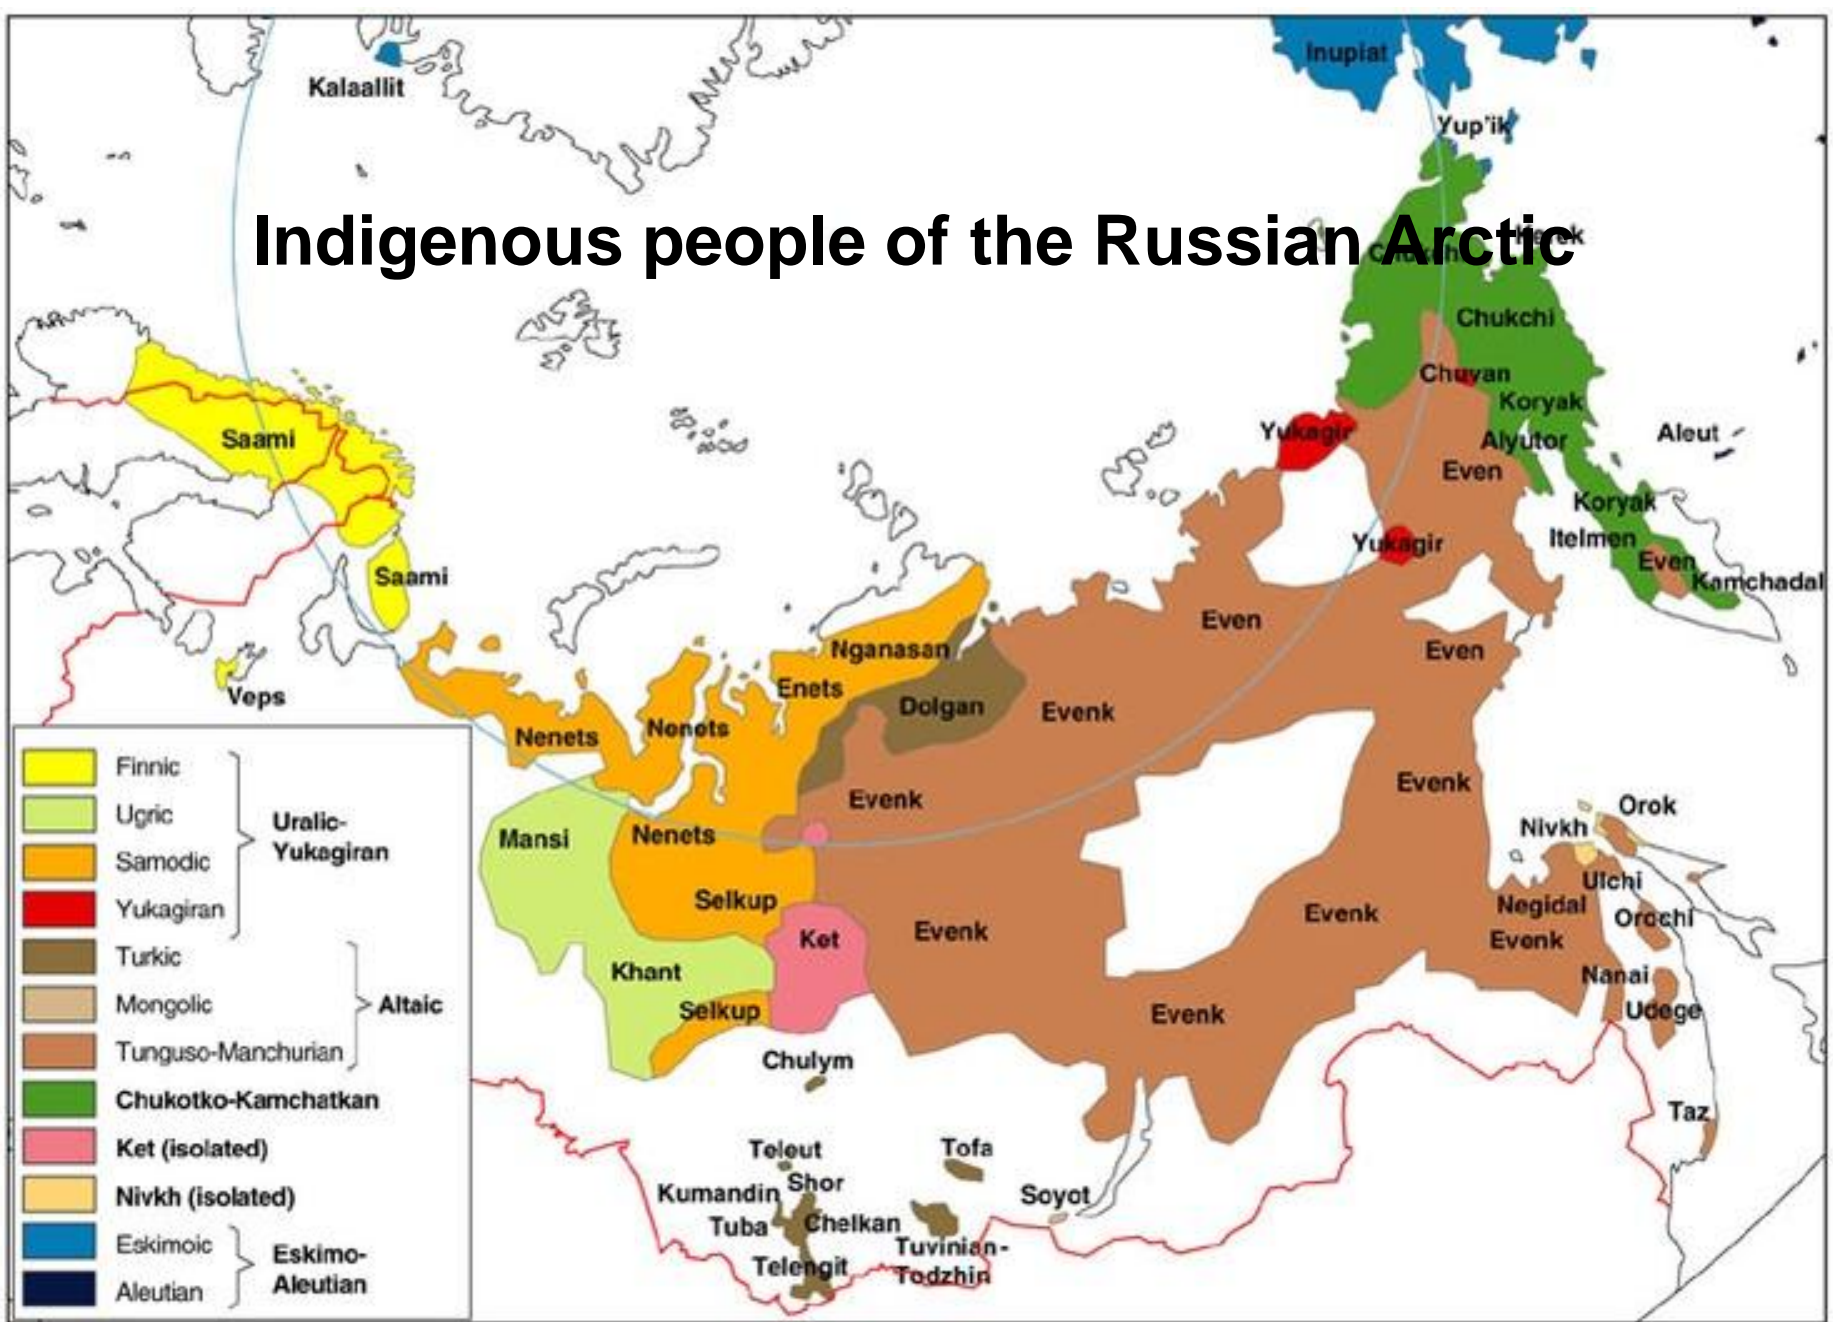 Inupiat
Kalaallit
Yup'ik
Indigenous people of the Russian Arctic
Kerek
Chukchi
Chukchi
Chuvan
Koryak
Yukagir
Alyutor
Aleut
Saami
Even
Koryak
Itelmen
Yukagir
Even
Kamchadal
Saami
Even
Nganasan
Even
Enets
Veps
Dolgan
Evenk
Nenets
Nenets
Evenk
Evenk
Orok
Nivkh
Mansi
Nenets
Ulchi
Selkup
Negidal
Evenk
Orochi
Ket
Evenk
Evenk
Khant
Nanai
Selkup
Evenk
Udege
Chulym
Taz
Teleut
Tofa
Shor
Kumandin
Soyot
Tuba
Chelkan
Tuvinian-
Todzhin
Telengit
Finnic
Ugric
Samodic
Yukagiran
Uralic-
Yukagiran
Turkic
Mongolic
Tunguso-Manchurian
Altaic
Chukotko-Kamchatkan
Ket (isolated)
Nivkh (isolated)
Eskimoic
Aleutian
Eskimo-
Aleutian